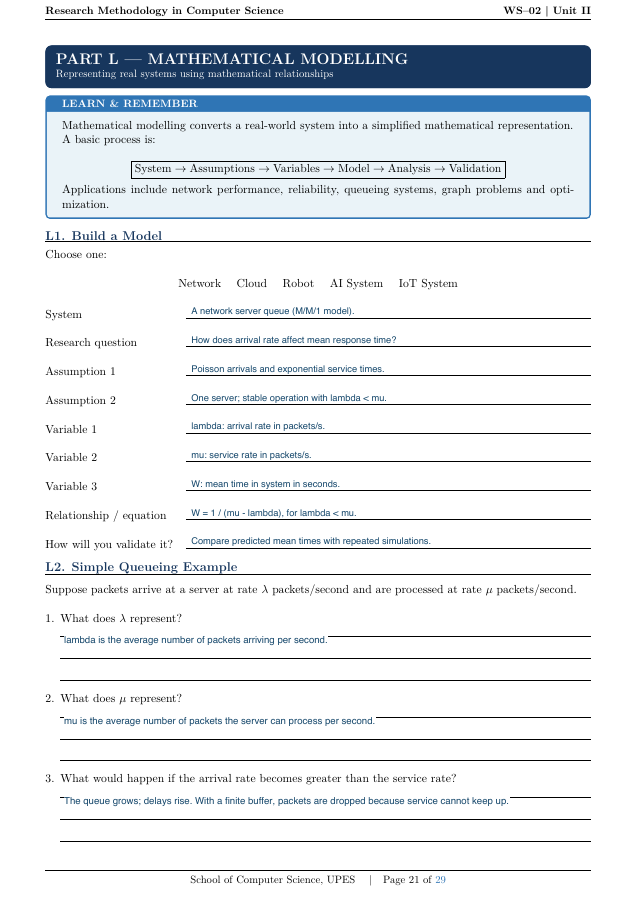 Research Methodology in Computer Science WS–02 | Unit II
PART L — MATHEMATICAL MODELLING
Representing real systems using mathematical relationships
LEARN & REMEMBER
Mathematical modelling converts a real-world system into a simplified mathematical representation.
A basic process is:
System → Assumptions → Variables → Model → Analysis → Validation
Applications include network performance, reliability, queueing systems, graph problems and opti-
mization.
L1. Build a Model
Choose one:
Network Cloud Robot AI System IoT System
System A network server queue (M/M/1 model).
Research question How does arrival rate affect mean response time?
Assumption 1 Poisson arrivals and exponential service times.
Assumption 2 One server; stable operation with lambda < mu.
Variable 1 lambda: arrival rate in packets/s.
Variable 2 mu: service rate in packets/s.
Variable 3 W: mean time in system in seconds.
Relationship / equation W = 1 / (mu - lambda), for lambda < mu.
How will you validate it? Compare predicted mean times with repeated simulations.
L2. Simple Queueing Example
Suppose packets arrive at a server at rate λ packets/second and are processed at rate μ packets/second.
1. What does λ represent?
lambda is the average number of packets arriving per second.
2. What does μ represent?
mu is the average number of packets the server can process per second.
3. What would happen if the arrival rate becomes greater than the service rate?
The queue grows; delays rise. With a finite buffer, packets are dropped because service cannot keep up.
School of Computer Science, UPES | Page 21 of 29